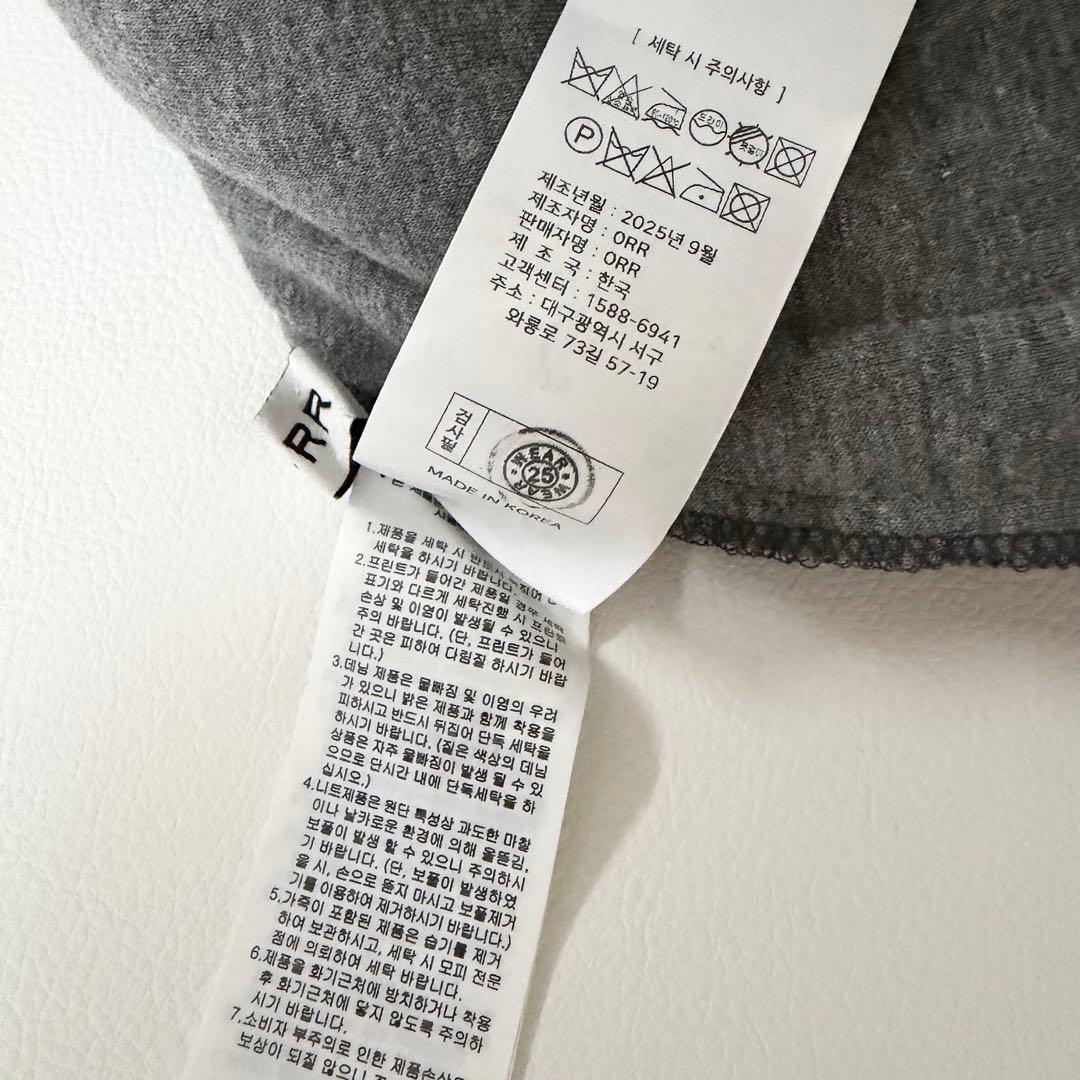 [ 세탁 시 주의사항 ]
드라이
P
제조년월 : 2025년 9월
제조자명 : ORR
판매자명 : ORR
제 조 국 : 한국
고객센터 : 1588-6941
주소 : 대구광역시 서구
와룡로 73길 57-19
검사필
WEAR
25
WEAR
MADE IN KOREA
RR
1.제품을 세탁 시
세탁을 하시기 바랍니다.
2.프린트가 들어간 제품일 경우
표기와 다르게 세탁진행 시
손상 및 이염이 발생될 수 있으니
주의 바랍니다. (단, 프린트가 들어
간 곳은 피하여 다림질 하시기 바랍
니다.)
3.데님 제품은 물빠짐 및 이염의 우려
가 있으니 밝은 제품과 함께 착용을
피하시고 반드시 뒤집어 단독 세탁을
하시기 바랍니다. (짙은 색상의 데님
상품은 자주 물빠짐이 발생 될 수 있
으므로 단시간 내에 단독세탁을 하
십시오.)
4.니트제품은 원단 특성상 과도한 마찰
이나 날카로운 환경에 의해 올뜯김,
보풀이 발생 할 수 있으니 주의하시
기 바랍니다. (단, 보풀이 발생하였
을 시, 손으로 뜯지 마시고 보풀제거
기를 이용하여 제거하시기 바랍니다.)
5.가죽이 포함된 제품은 습기를 제거
하여 보관하시고, 세탁 시 모피 전문
점에 의뢰하여 세탁 바랍니다.
6.제품을 화기근처에 방치하거나 착용
후 화기근처에 닿지 않도록 주의하
시기 바랍니다.
7.소비자 부주의로 인한 제품손상은
보상이 되질 않으니